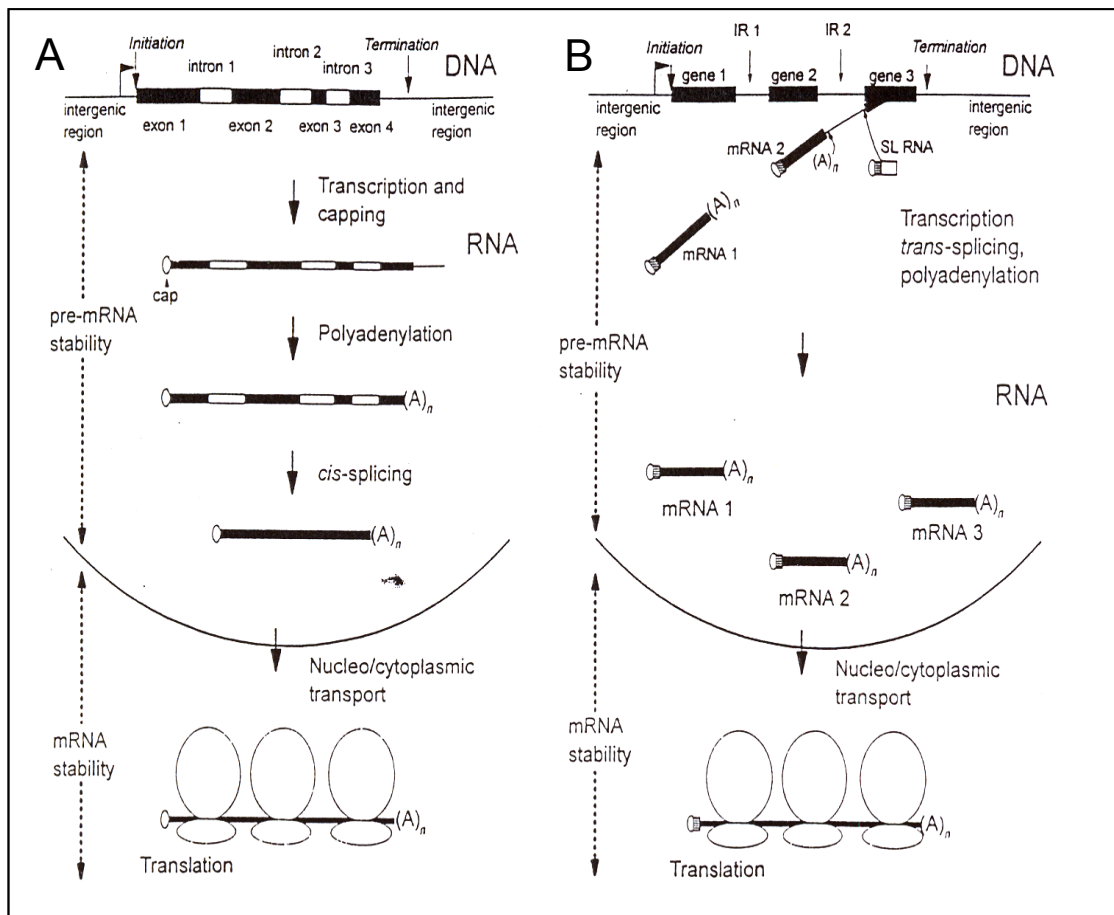 A
Initiation
intron 1
intron 2
intron 3
Termination
DNA
intergenic
region
exon 1
exon 2
exon 3
exon 4
intergenic
region
Transcription and
capping
RNA
cap
pre-mRNA
stability
Polyadenylation
(A)n
cis-splicing
(A)n
Nucleo/cytoplasmic
transport
mRNA
stability
(A)n
Translation
B
Initiation
IR 1
IR 2
Termination
gene 1
gene 2
gene 3
DNA
intergenic
region
intergenic
region
mRNA 2
(A)n
SL RNA
(A)n
mRNA 1
Transcription
trans-splicing,
polyadenylation
pre-mRNA
stability
RNA
(A)n
mRNA 1
(A)n
mRNA 3
(A)n
mRNA 2
Nucleo/cytoplasmic
transport
mRNA
stability
(A)n
Translation